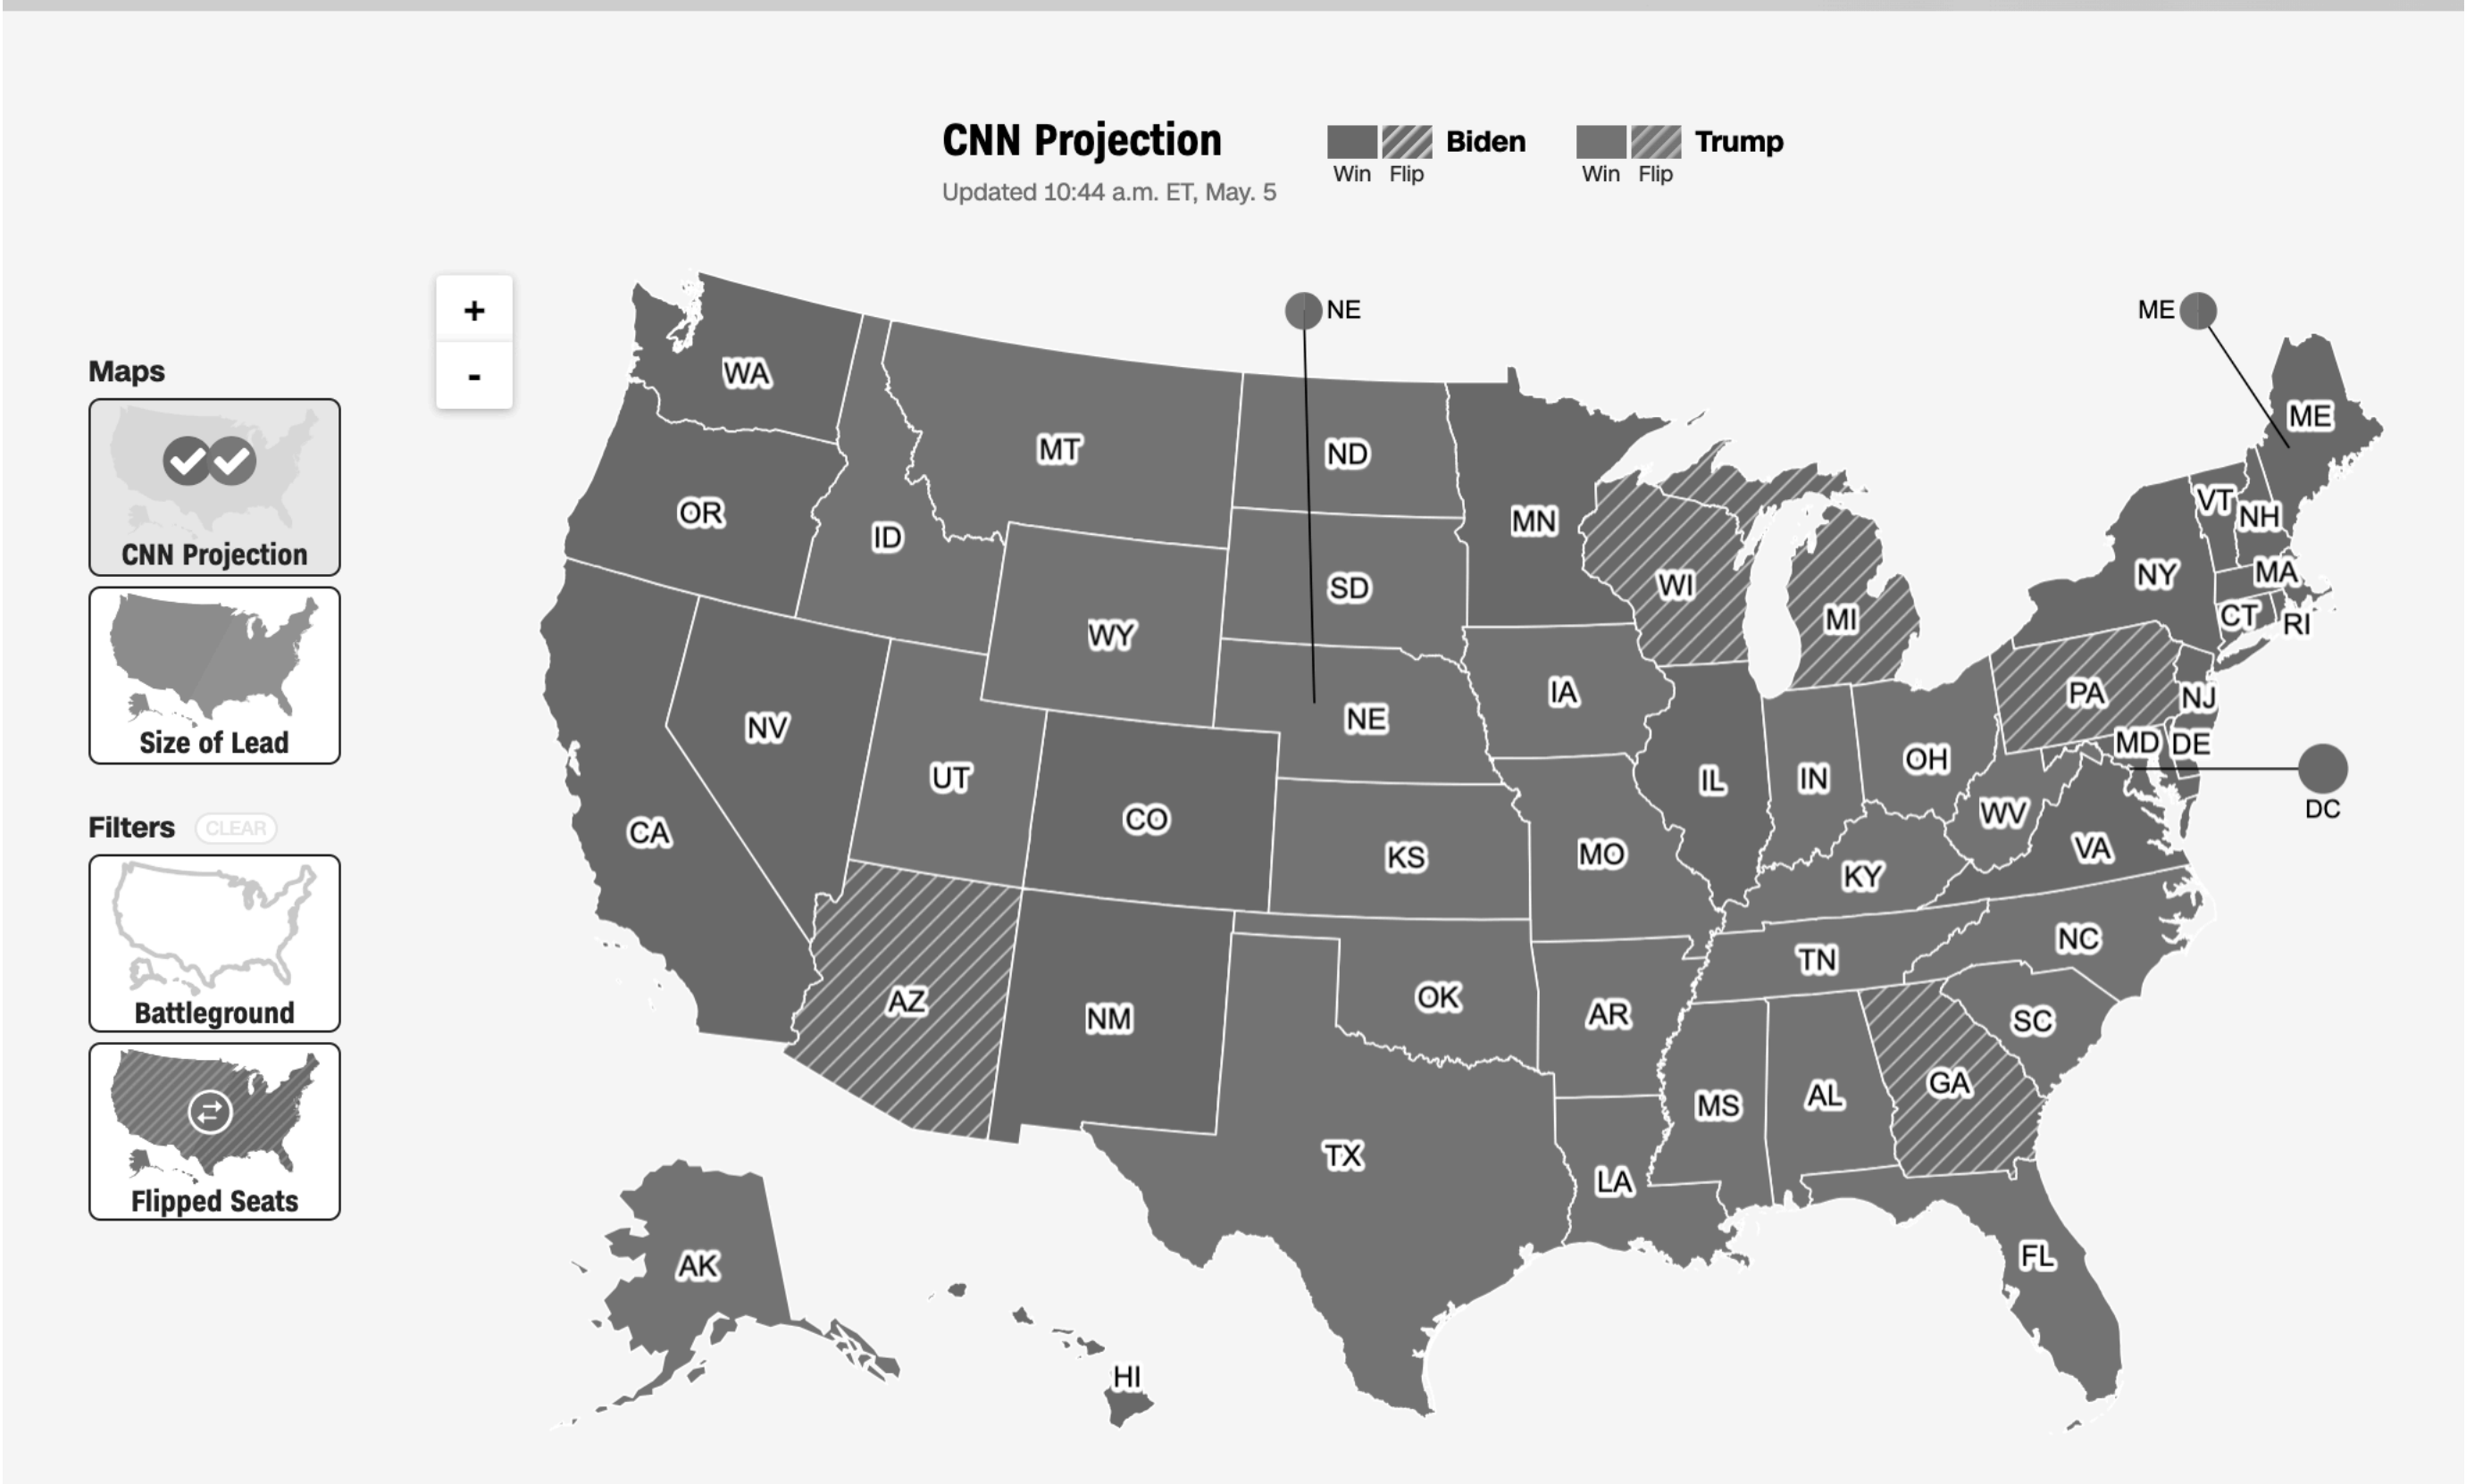 CNN Projection
Updated 10:44 a.m. ET, May. 5
Win Flip Biden
Win Flip Trump
+
-
Maps
CNN Projection
Size of Lead
Filters CLEAR
Battleground
Flipped Seats
NE
ME
WA
MT
ND
ME
OR
ID
MN
VT
NH
SD
WI
NY
MA
WY
MI
CT
RI
IA
PA
NJ
NE
NV
UT
OH
MD
DE
IL
IN
DC
CA
CO
WV
KS
MO
KY
VA
AZ
NM
OK
TN
NC
AR
SC
MS
AL
GA
TX
LA
FL
AK
HI